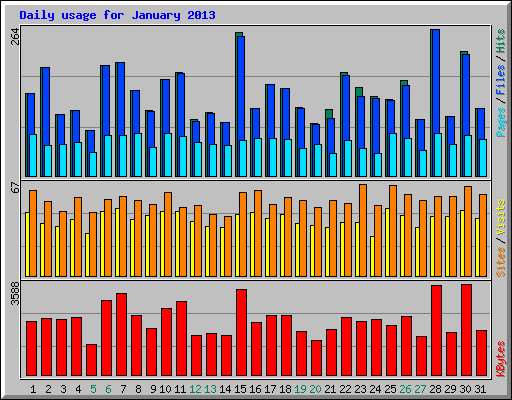 Daily usage for January 2013
264
Pages / Files / Hits
67
Sites / Visits
3588
KBytes
1 2 3 4 5 6 7 8 9 10 11 12 13 14 15 16 17 18 19 20 21 22 23 24 25 26 27 28 29 30 31